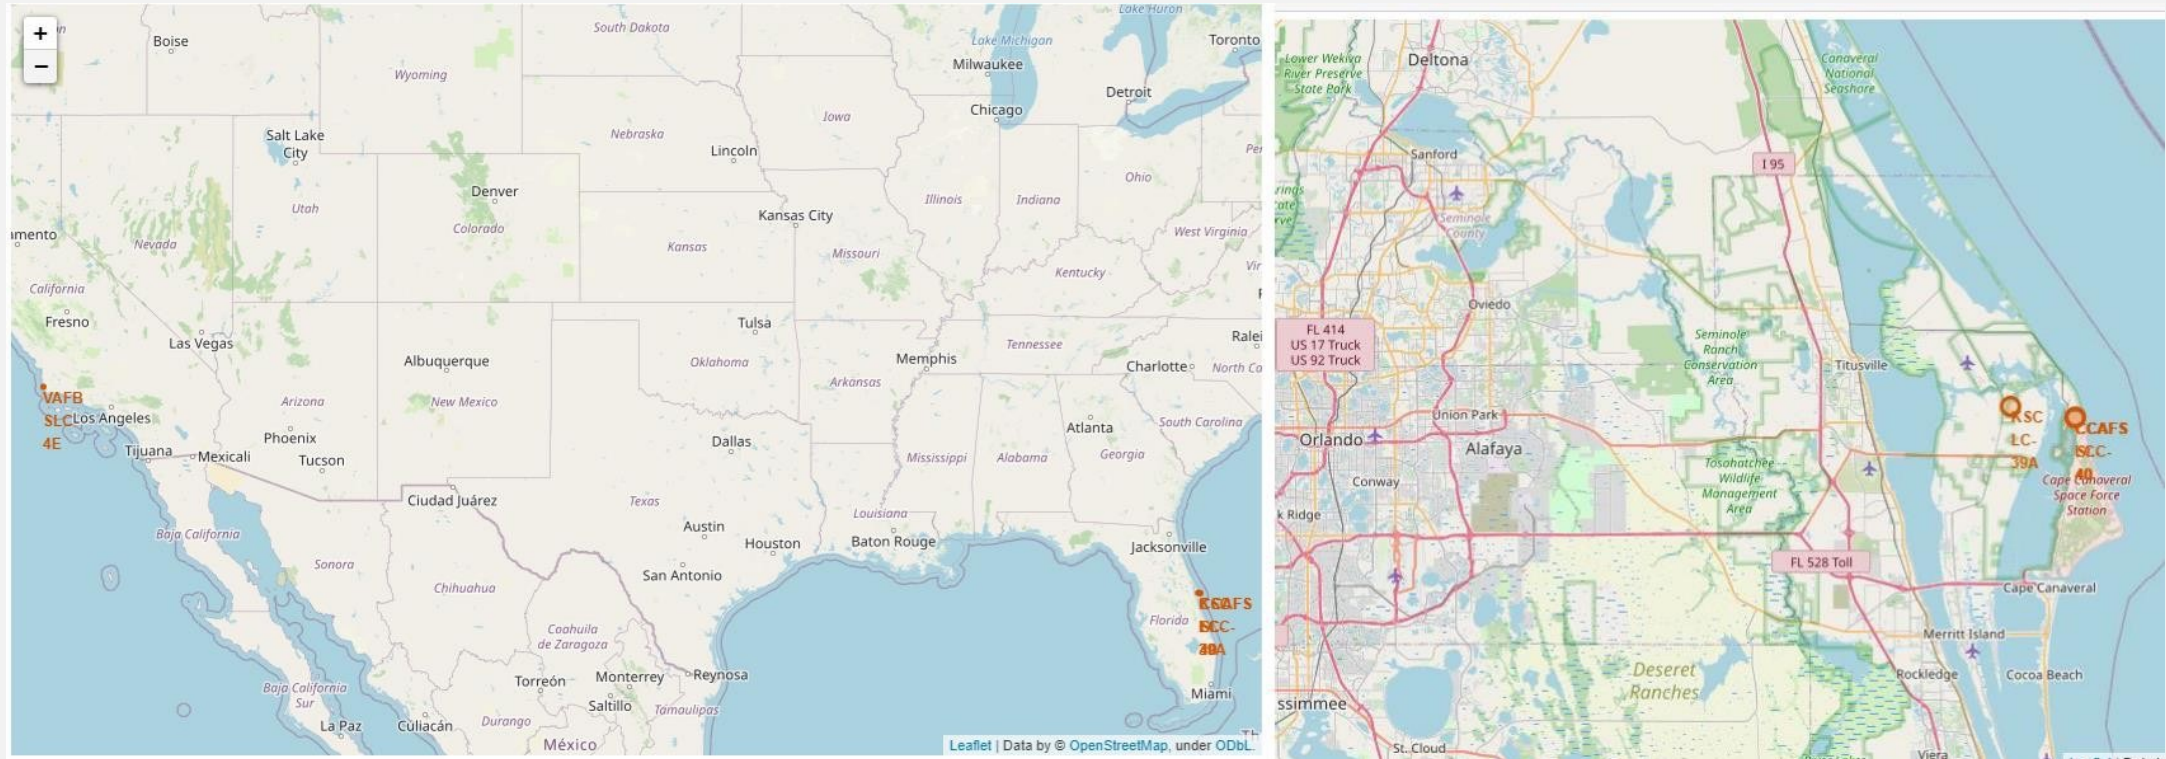 +
−
Boise
South Dakota
Lake Huron
Lake Michigan
Toronto
Milwaukee
Wyoming
Detroit
Chicago
Iowa
Salt Lake
City
Nebraska
Lincoln
Ohio
Denver
Illinois
Indiana
Utah
Kansas City
Colorado
West Virginia
Nevada
Kansas
Missouri
Kentucky
California
Fresno
Tulsa
Las Vegas
Tennessee
Albuquerque
Oklahoma
Memphis
Charlotte
Arkansas
VAFB
SLC-
4E
Los Angeles
Arizona
New Mexico
Atlanta
South Carolina
Phoenix
Dallas
Tijuana
Mexicali
Tucson
Mississippi
Alabama
Georgia
Ciudad Juárez
Texas
Louisiana
Austin
Baja California
Houston
Baton Rouge
Jacksonville
Sonora
San Antonio
Chihuahua
Florida
Coahuila
de Zaragoza
Torreón
Monterrey
Reynosa
Baja California
Sur
Saltillo
Miami
Tamaulipas
La Paz
Culiacán
Durango
México
Leaflet | Data by © OpenStreetMap, under ODbL.
Lower Wekiva
River Preserve
State Park
Deltona
Canaveral
National
Seashore
Sanford
I 95
Seminole
County
Oviedo
FL 414
US 17 Truck
US 92 Truck
Seminole
Ranch
Conservation
Area
Titusville
Union Park
KSC
LC-
39A
CCAFS
Orlando
Alafaya
Tosohatchee
Wildlife
Management
Area
Conway
Cape Canaveral
Space Force
Station
FL 528 Toll
Cape Canaveral
Merritt Island
Deseret
Ranches
Rockledge
Cocoa Beach
St. Cloud
Viera